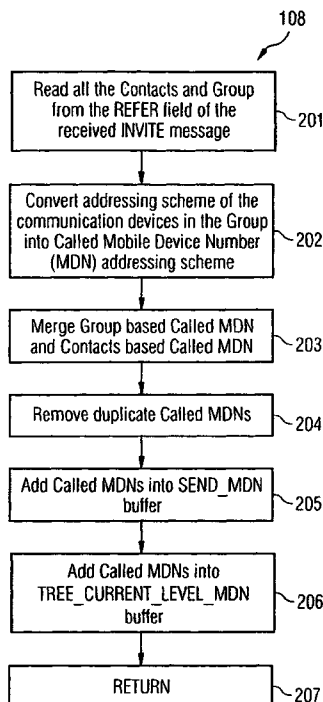 108
Read all the Contacts and Group
from the REFER field of the
received INVITE message
201
Convert addressing scheme of the
communication devices in the Group
into Called Mobile Device Number
(MDN) addressing scheme
202
Merge Group based Called MDN
and Contacts based Called MDN
203
Remove duplicate Called MDNs
204
Add Called MDNs into SEND_MDN
buffer
205
Add Called MDNs into
TREE_CURRENT_LEVEL_MDN
buffer
206
RETURN
207